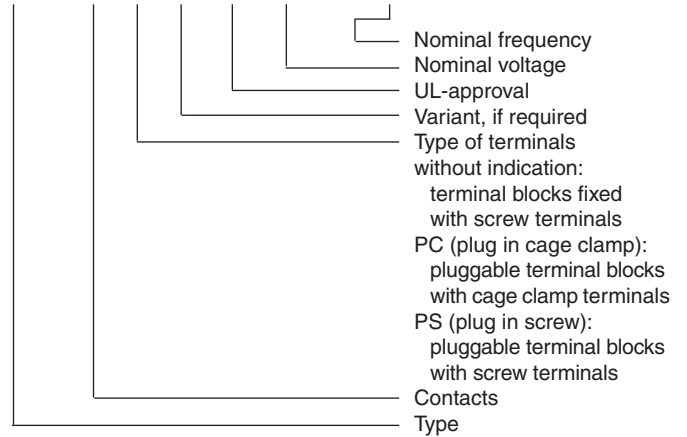 Nominal frequency
Nominal voltage
UL-approval
Variant, if required
Type of terminals
without indication:
terminal blocks fixed
with screw terminals
PC (plug in cage clamp):
pluggable terminal blocks
with cage clamp terminals
PS (plug in screw):
pluggable terminal blocks
with screw terminals
Contacts
Type